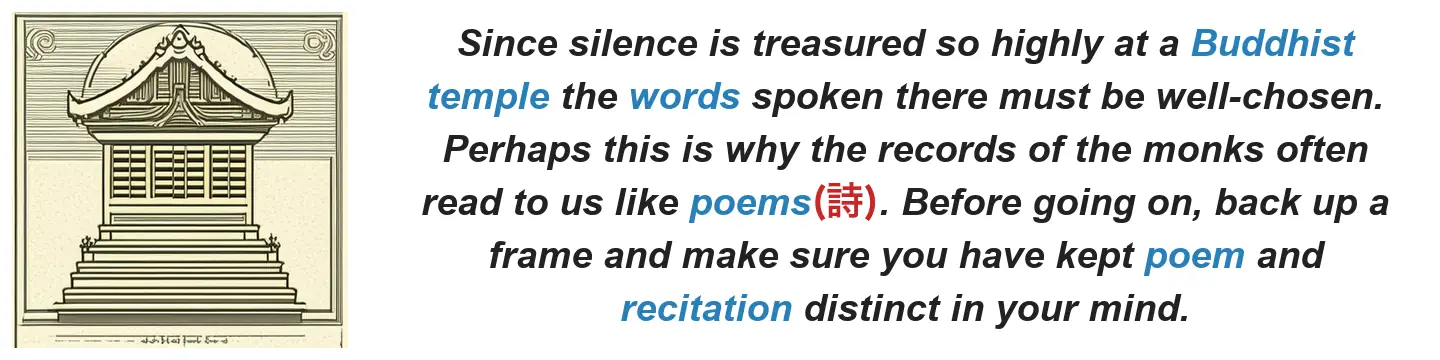 Since silence is treasured so highly at a Buddhist
temple the words spoken there must be well-chosen.
Perhaps this is why the records of the monks often
read to us like poems(詩). Before going on, back up a
frame and make sure you have kept poem and
recitation distinct in your mind.